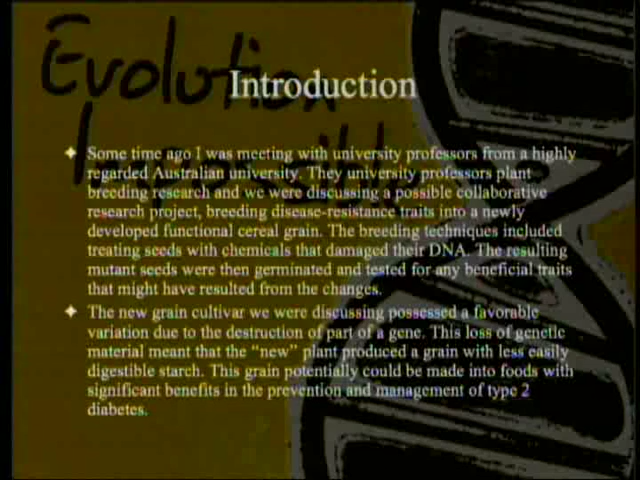 Evolution
Introduction
Some time ago I was meeting with university professors from a highly
regarded Australian university. They university professors plant
breeding research and we were discussing a possible collaborative
research project, breeding disease-resistance traits into a newly
developed functional cereal grain. The breeding techniques included
treating seeds with chemicals that damaged their DNA. The resulting
mutant seeds were then germinated and tested for any beneficial traits
that might have resulted from the changes.
The new grain cultivar we were discussing possessed a favorable
variation due to the destruction of part of a gene. This loss of genetic
material meant that the “new” plant produced a grain with less easily
digestible starch. This grain potentially could be made into foods with
significant benefits in the prevention and management of type 2
diabetes.